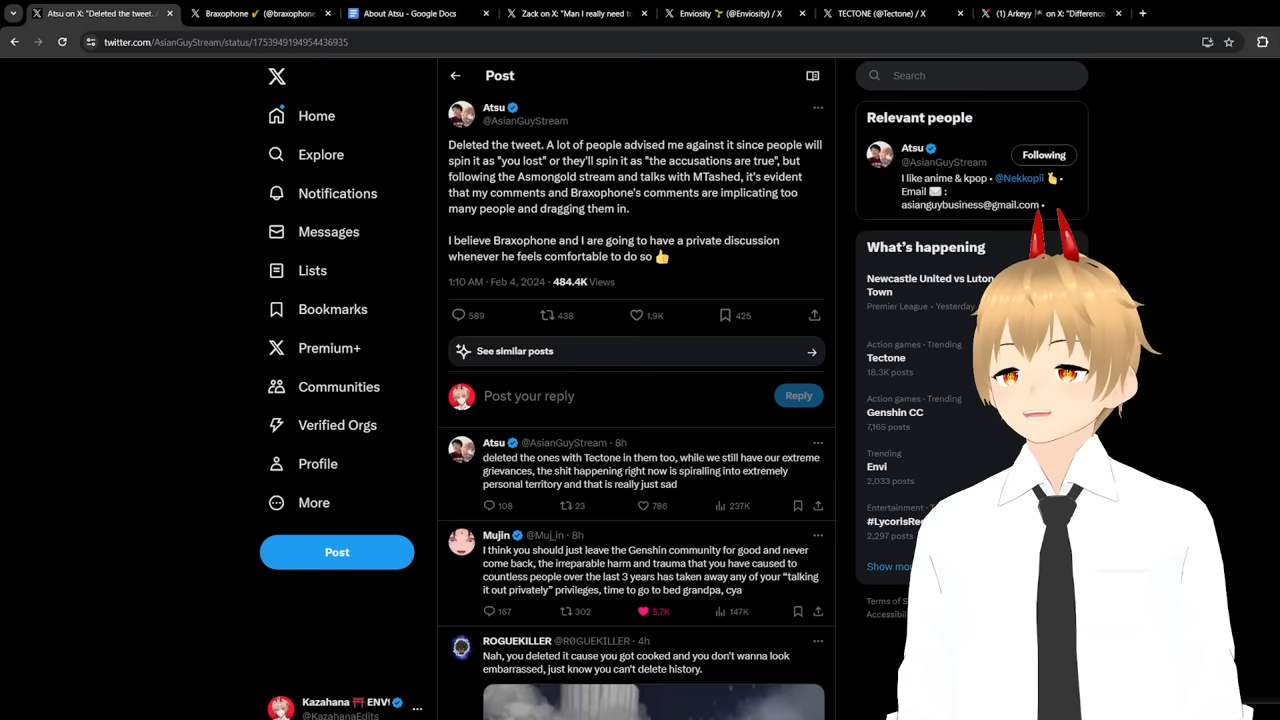 Atsu on X: "Deleted the tweet. A
Braxophone
(@braxophone
About Atsu - Google Docs
Zack on X: "Man I really need to
Enviosity
(@Enviosity) / X
TECTONE (@Tectone) / X
(1) Arkeyy
on X: "Difference
twitter.com/AsianGuyStream/status/1753949194954436935
Home
Explore
Notifications
Messages
Lists
Bookmarks
Premium+
Communities
Verified Orgs
Profile
More
Post
Kazahana
ENVI
@KazahanaEdits
Post
Atsu
@AsianGuyStream
Deleted the tweet. A lot of people advised me against it since people will
spin it as "you lost" or they'll spin it as "the accusations are true", but
following the Asmongold stream and talks with MTashed, it's evident
that my comments and Braxophone's comments are implicating too
many people and dragging them in.
I believe Braxophone and I are going to have a private discussion
whenever he feels comfortable to do so
1:10 AM · Feb 4, 2024 · 484.4K Views
589
438
1.9K
425
See similar posts
Post your reply
Reply
Atsu @AsianGuyStream · 8h
deleted the ones with Tectone in them too, while we still have our extreme
grievances, the shit happening right now is spiralling into extremely
personal territory and that is really just sad
108
23
786
237K
Mujin @Muj_in · 8h
I think you should just leave the Genshin community for good and never
come back, the irreparable harm and trauma that you have caused to
countless people over the last 3 years has taken away any of your "talking
it out privately" privileges, time to go to bed grandpa, cya
167
302
5.7K
147K
ROGUEKILLER @R0GUEKILLER · 4h
Nah, you deleted it cause you got cooked and you don't wanna look
embarrassed, just know you can't delete history.
Search
Relevant people
Atsu
@AsianGuyStream
Following
I like anime & kpop • @Nekkopii •
Email :
asianguybusiness@gmail.com •
What's happening
Newcastle United vs Luton
Town
Premier League · Yesterday
Action games · Trending
Tectone
18.3K posts
Action games · Trending
Genshin CC
7,165 posts
Trending
Envi
2,033 posts
Entertainment ·
#LycorisRec
2,297 posts
Show mo
Terms of S
Accessibil